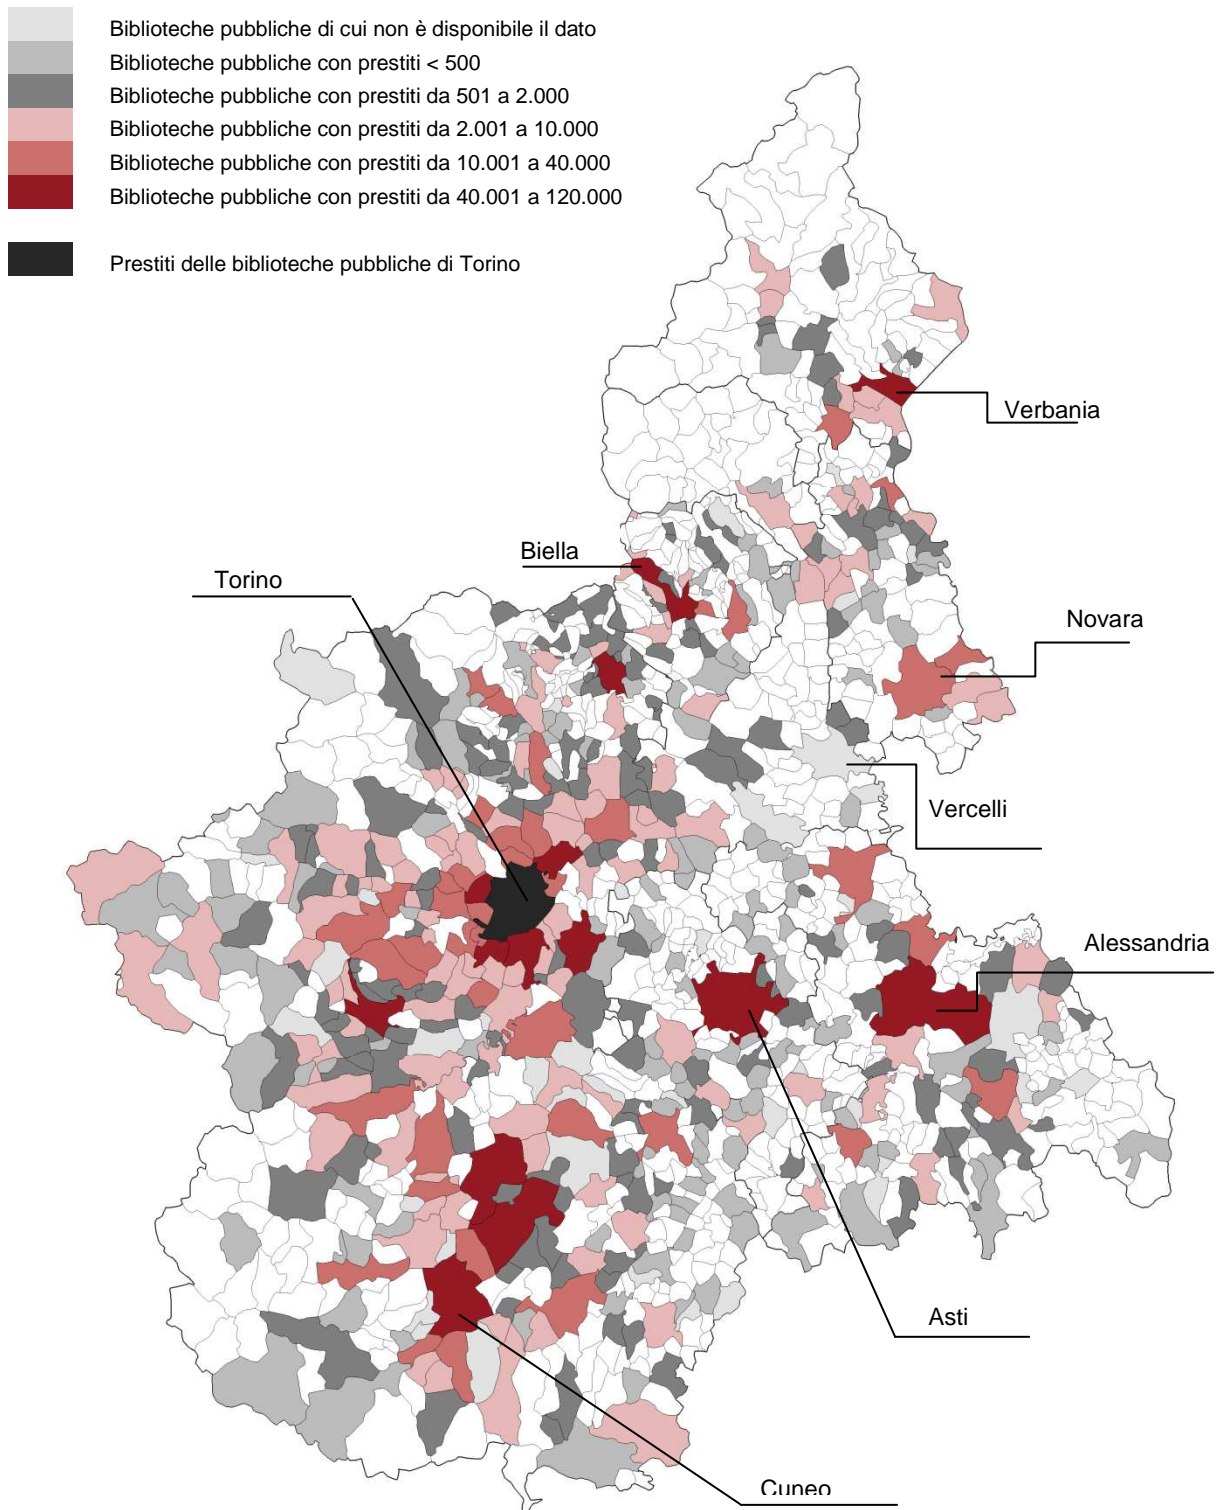 Biblioteche pubbliche di cui non è disponibile il dato
Biblioteche pubbliche con prestiti < 500
Biblioteche pubbliche con prestiti da 501 a 2.000
Biblioteche pubbliche con prestiti da 2.001 a 10.000
Biblioteche pubbliche con prestiti da 10.001 a 40.000
Biblioteche pubbliche con prestiti da 40.001 a 120.000
Prestiti delle biblioteche pubbliche di Torino
Verbania
Biella
Torino
Novara
Vercelli
Alessandria
Asti
Cuneo